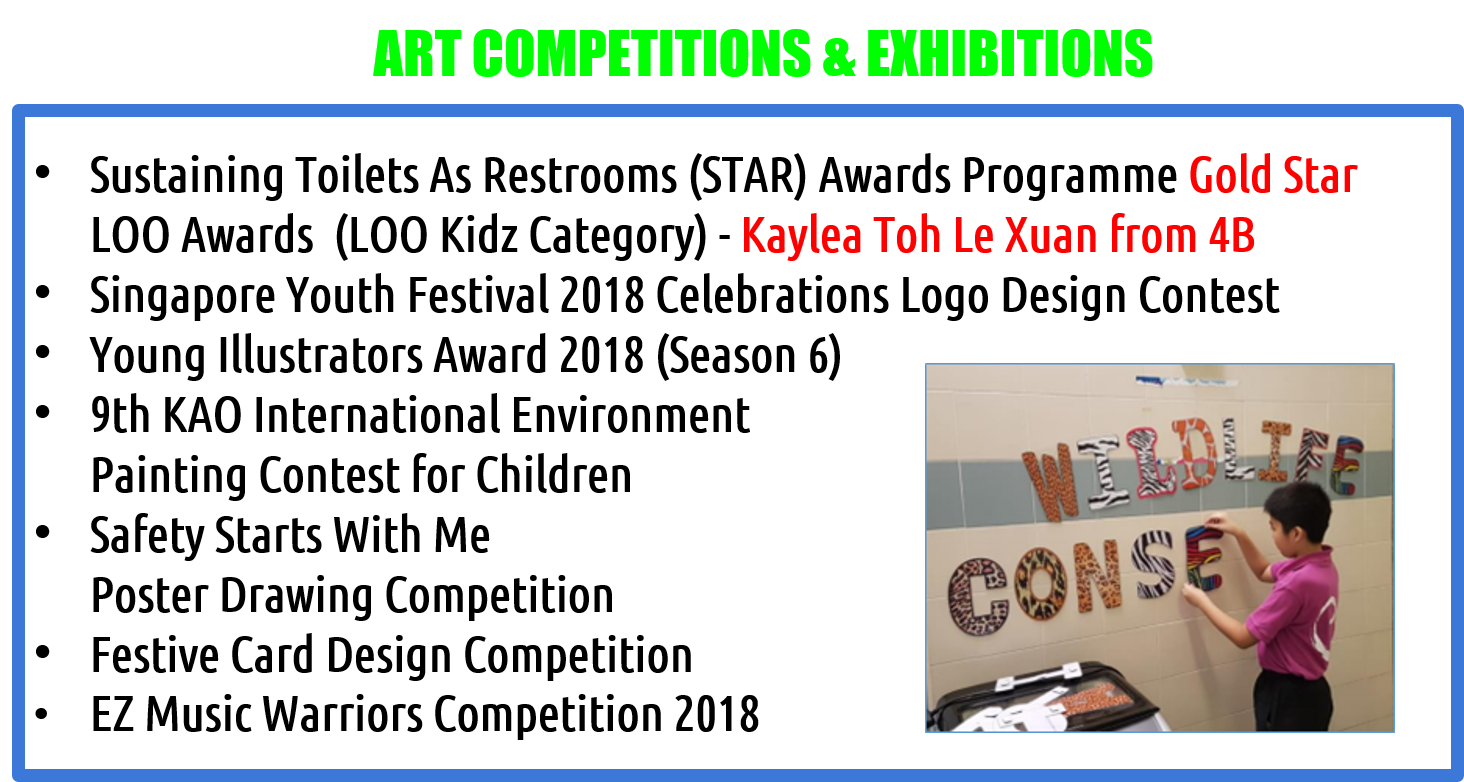 ART COMPETITIONS & EXHIBITIONS
• Sustaining Toilets As Restrooms (STAR) Awards Programme Gold Star
LOO Awards (LOO Kidz Category) - Kaylea Toh Le Xuan from 4B
• Singapore Youth Festival 2018 Celebrations Logo Design Contest
• Young Illustrators Award 2018 (Season 6)
• 9th KAO International Environment
Painting Contest for Children
• Safety Starts With Me
Poster Drawing Competition
• Festive Card Design Competition
• EZ Music Warriors Competition 2018
WILDLIFE
CONSE